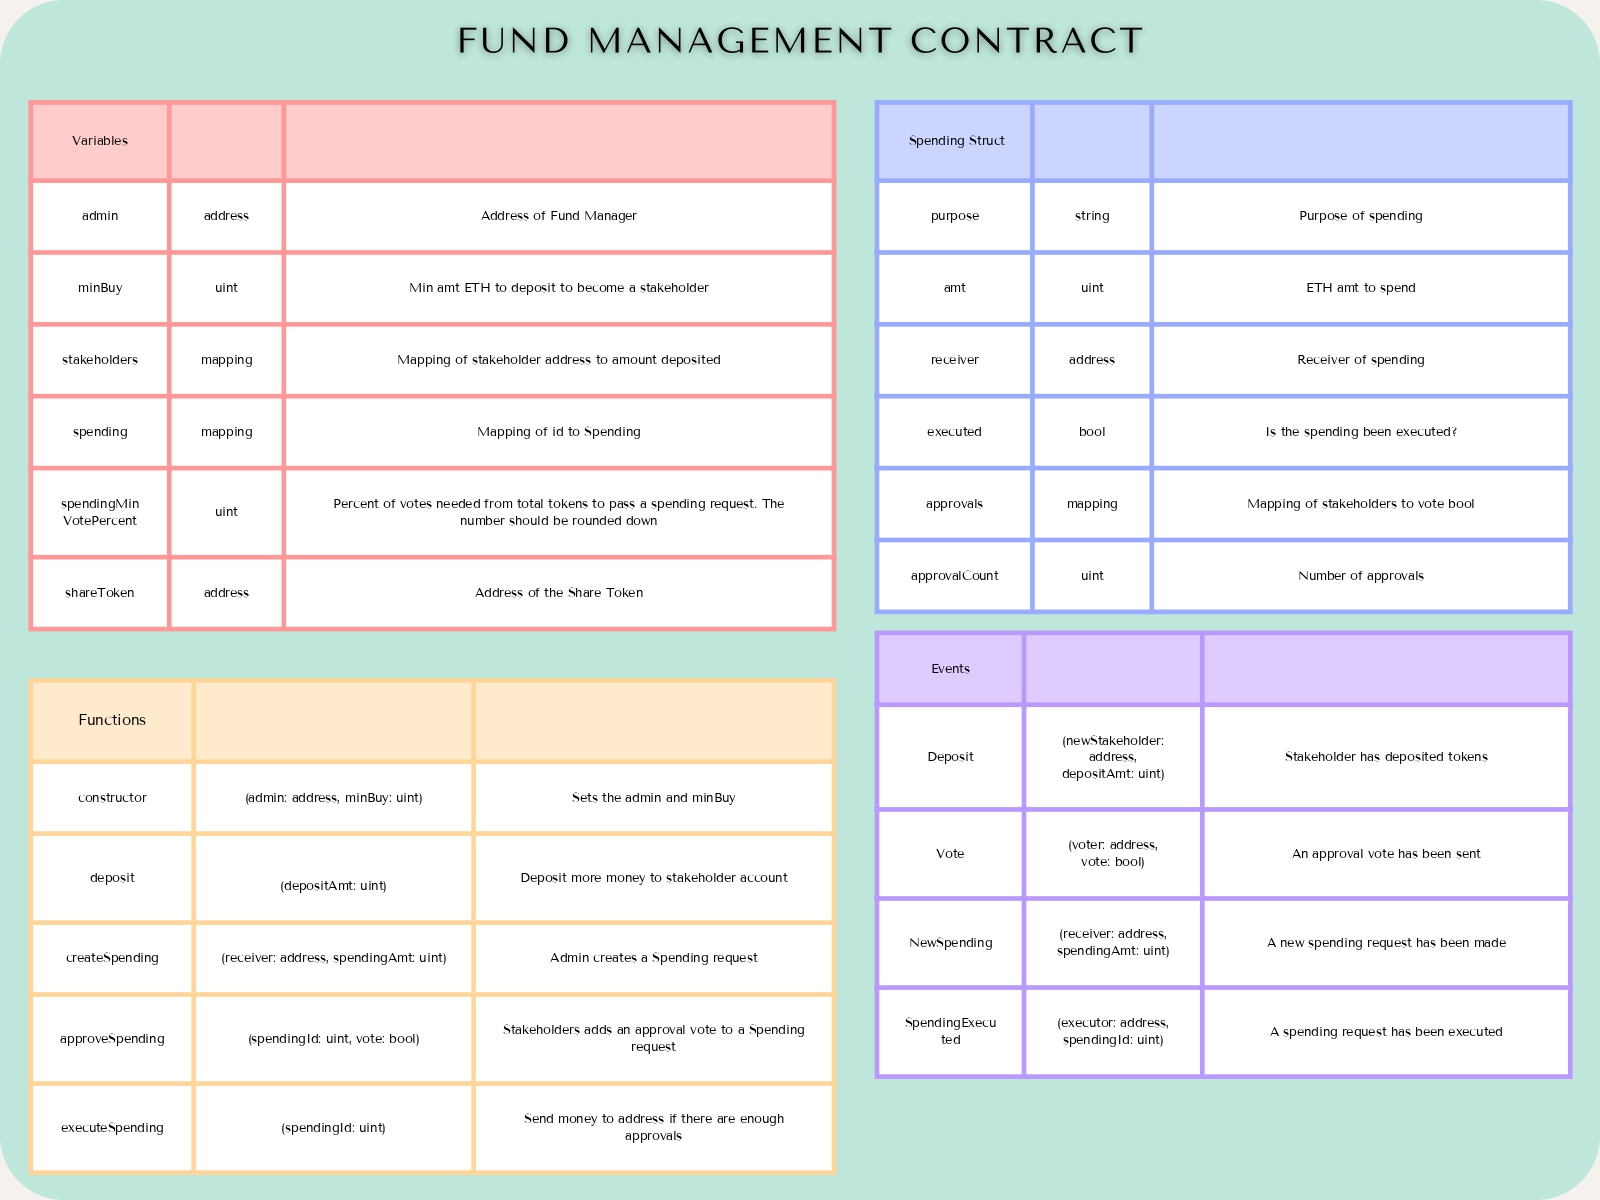 FUND MANAGEMENT CONTRACT
Variables
admin
address
Address of Fund Manager
minBuy
uint
Min amt ETH to deposit to become a stakeholder
stakeholders
mapping
Mapping of stakeholder address to amount deposited
spending
mapping
Mapping of id to Spending
spendingMin
VotePercent
uint
Percent of votes needed from total tokens to pass a spending request. The
number should be rounded down
shareToken
address
Address of the Share Token
Functions
constructor
(admin: address, minBuy: uint)
Sets the admin and minBuy
deposit
(depositAmt: uint)
Deposit more money to stakeholder account
createSpending
(receiver: address, spendingAmt: uint)
Admin creates a Spending request
approveSpending
(spendingId: uint, vote: bool)
Stakeholders adds an approval vote to a Spending
request
executeSpending
(spendingId: uint)
Send money to address if there are enough
approvals
Spending Struct
purpose
string
Purpose of spending
amt
uint
ETH amt to spend
receiver
address
Receiver of spending
executed
bool
Is the spending been executed?
approvals
mapping
Mapping of stakeholders to vote bool
approvalCount
uint
Number of approvals
Events
Deposit
(newStakeholder:
address,
depositAmt: uint)
Stakeholder has deposited tokens
Vote
(voter: address,
vote: bool)
An approval vote has been sent
NewSpending
(receiver: address,
spendingAmt: uint)
A new spending request has been made
SpendingExecu
ted
(executor: address,
spendingId: uint)
A spending request has been executed